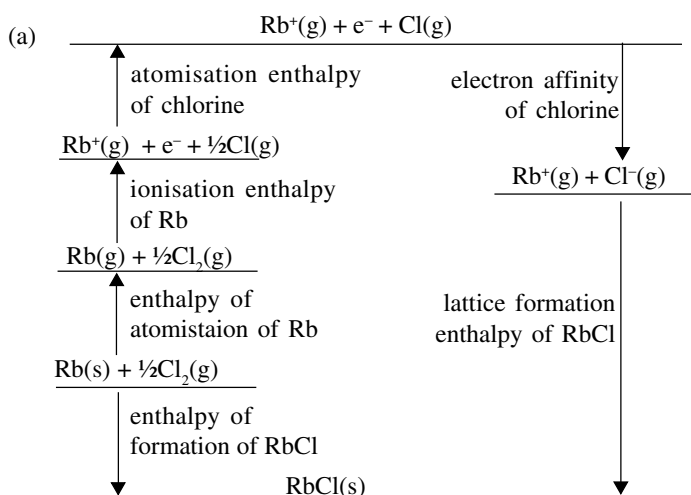 (a)
Rb⁺(g) + e⁻ + Cl(g)
atomisation enthalpy
of chlorine
electron affinity
of chlorine
Rb⁺(g) + e⁻ + ½Cl(g)
Rb⁺(g) + Cl⁻(g)
ionisation enthalpy
of Rb
Rb(g) + ½Cl₂(g)
enthalpy of
atomistaion of Rb
lattice formation
enthalpy of RbCl
Rb(s) + ½Cl₂(g)
enthalpy of
formation of RbCl
RbCl(s)